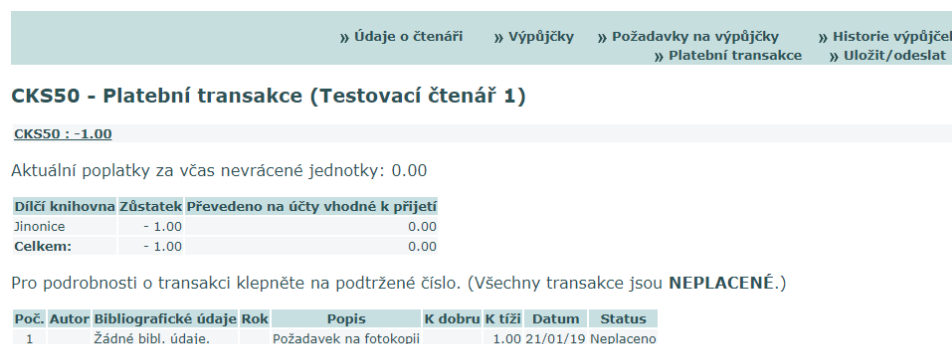 » Údaje o čtenáři » Výpůjčky » Požadavky na výpůjčky » Historie výpůjček
» Platební transakce » Uložit/odeslat
CKS50 - Platební transakce (Testovací čtenář 1)
CKS50 : -1.00
Aktuální poplatky za včas nevrácené jednotky: 0.00
Dílčí knihovna Zůstatek Převedeno na účty vhodné k přijetí
Jinonice - 1.00 0.00
Celkem: - 1.00 0.00
Pro podrobnosti o transakci klepněte na podtržené číslo. (Všechny transakce jsou NEPLACENÉ.)
Poč. Autor Bibliografické údaje Rok Popis K dobru K tíži Datum Status
1 Žádné bibl. údaje. Požadavek na fotokopii 1.00 21/01/19 Neplaceno